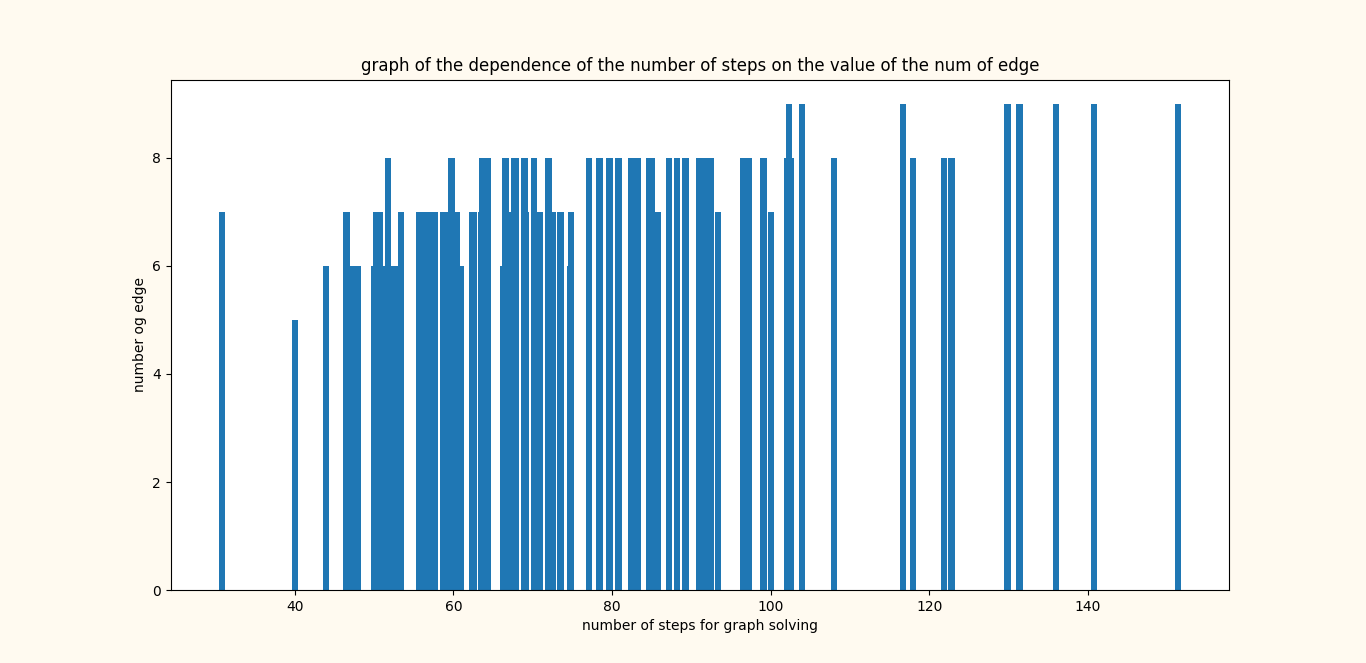 graph of the dependence of the number of steps on the value of the num of edge
8
6
4
2
0
number og edge
40 60 80 100 120 140
number of steps for graph solving